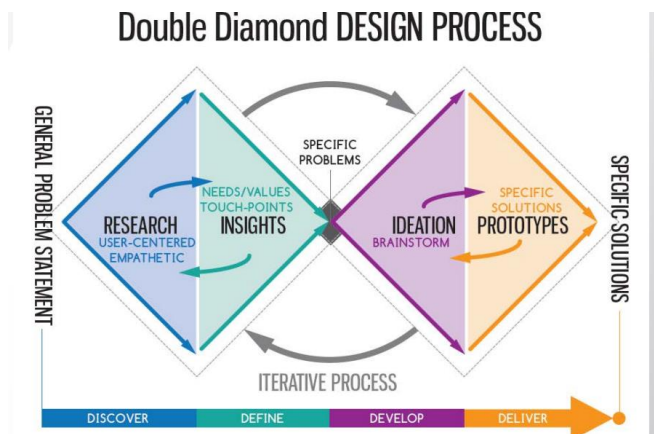 Double Diamond DESIGN PROCESS
GENERAL PROBLEM STATEMENT
RESEARCH
USER-CENTERED
EMPATHETIC
NEEDS/VALUES
TOUCH-POINTS
INSIGHTS
SPECIFIC
PROBLEMS
IDEATION
BRAINSTORM
SPECIFIC
SOLUTIONS
PROTOTYPES
SPECIFIC SOLUTIONS
ITERATIVE PROCESS
DISCOVER
DEFINE
DEVELOP
DELIVER